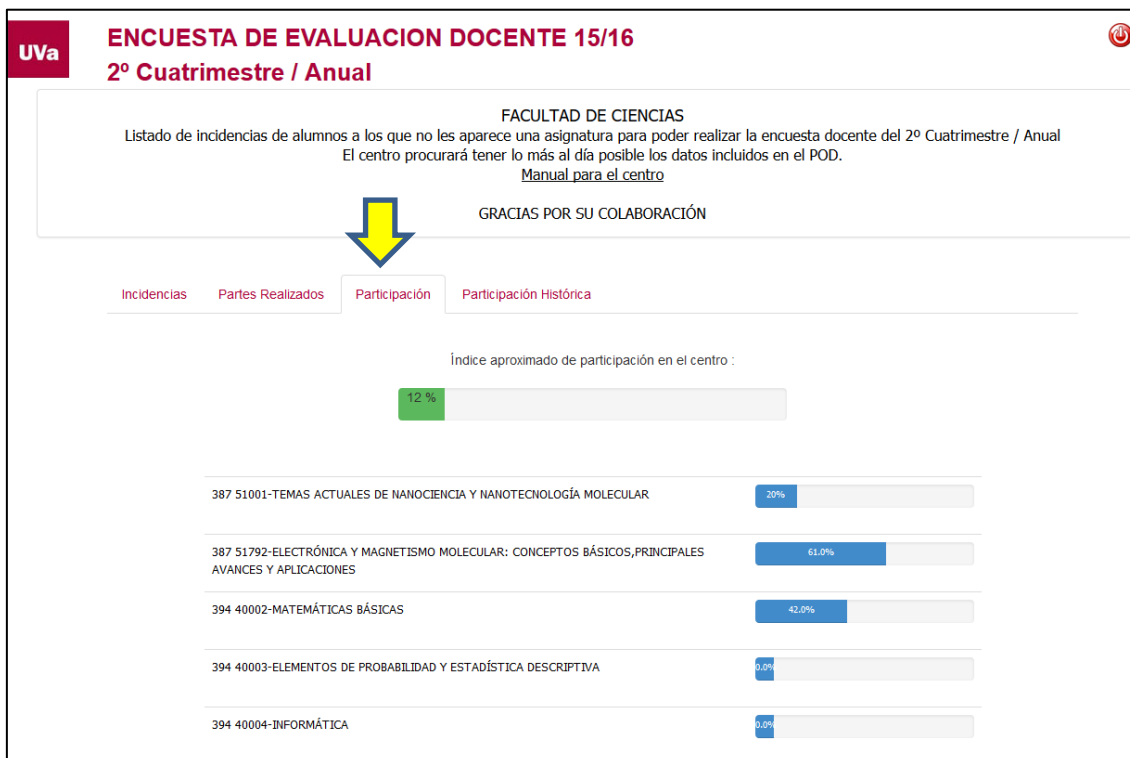 UVa
ENCUESTA DE EVALUACION DOCENTE 15/16
2º Cuatrimestre / Anual
FACULTAD DE CIENCIAS
Listado de incidencias de alumnos a los que no les aparece una asignatura para poder realizar la encuesta docente del 2º Cuatrimestre / Anual
El centro procurará tener lo más al día posible los datos incluidos en el POD.
Manual para el centro
GRACIAS POR SU COLABORACIÓN
Incidencias Partes Realizados Participación Participación Histórica
Índice aproximado de participación en el centro :
12 %
387 51001-TEMAS ACTUALES DE NANOCIENCIA Y NANOTECNOLOGÍA MOLECULAR 20%
387 51792-ELECTRÓNICA Y MAGNETISMO MOLECULAR: CONCEPTOS BÁSICOS,PRINCIPALES 61.0%
AVANCES Y APLICACIONES
394 40002-MATEMÁTICAS BÁSICAS 42.0%
394 40003-ELEMENTOS DE PROBABILIDAD Y ESTADÍSTICA DESCRIPTIVA 0.0%
394 40004-INFORMÁTICA 0.0%